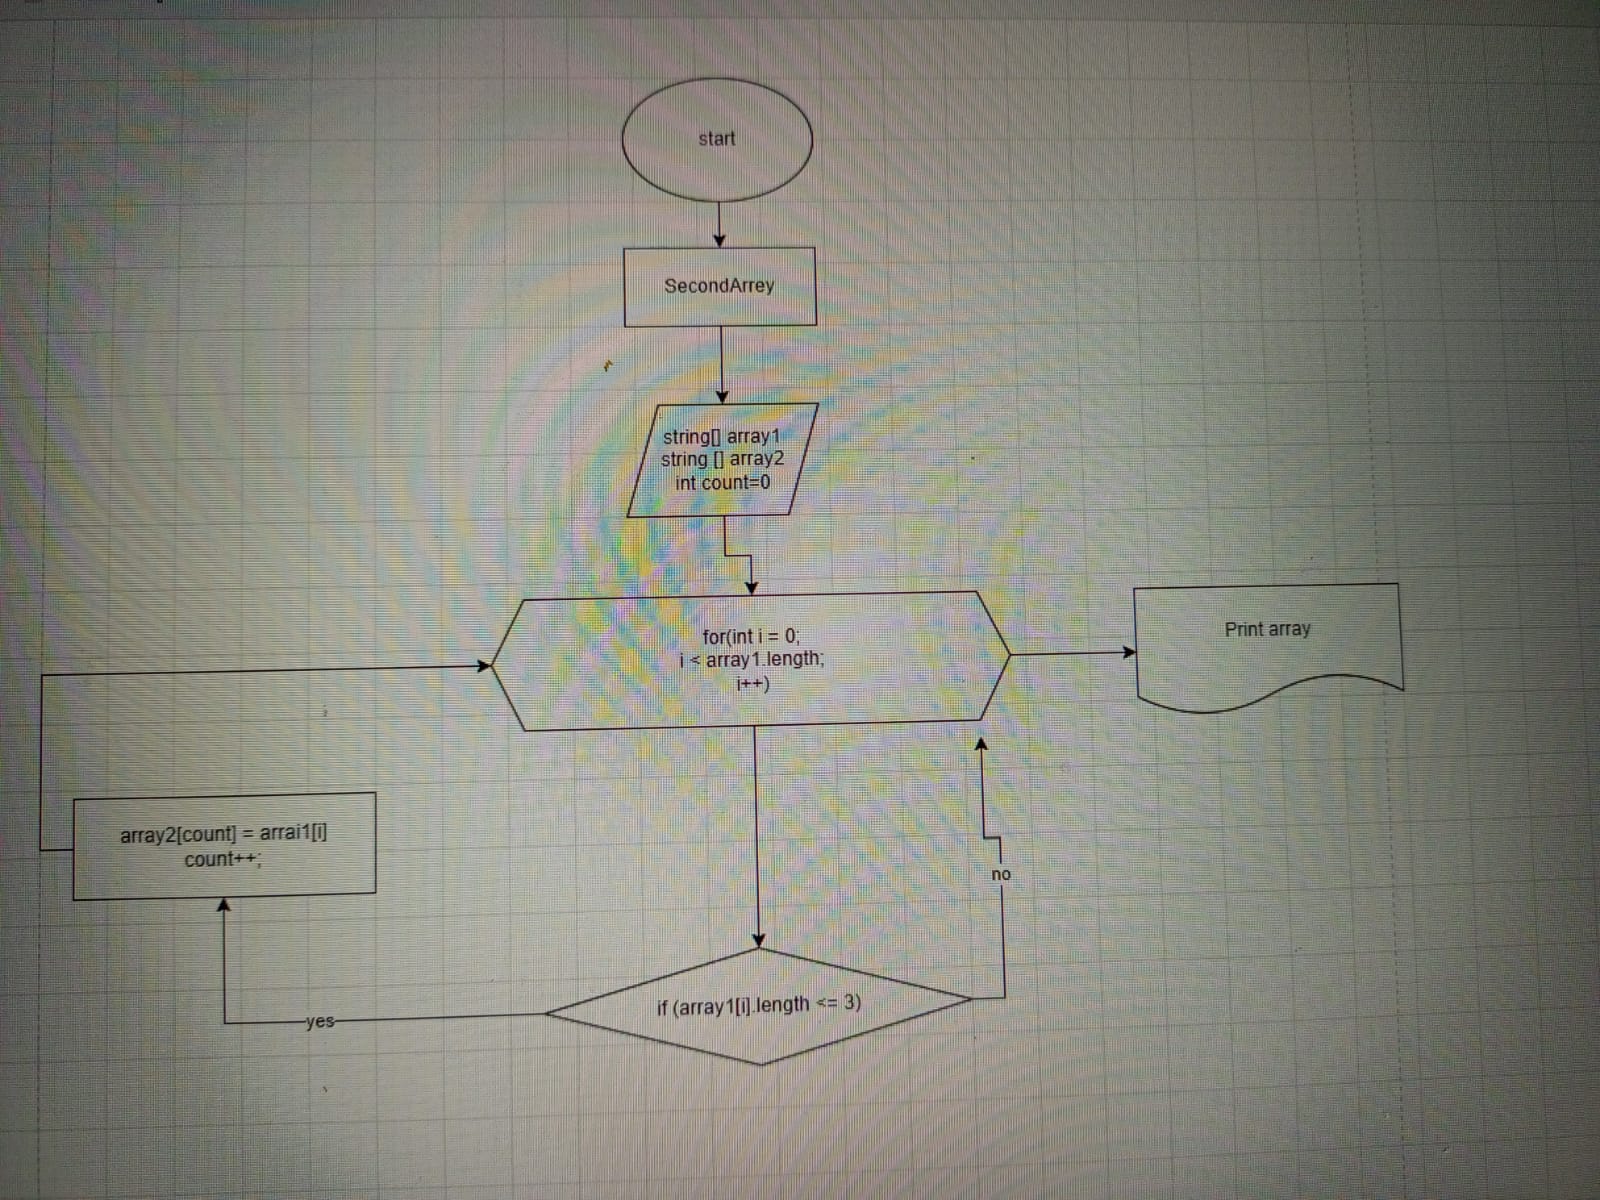 start
SecondArrey
string[] array1
string [] array2
int count=0
for(int i = 0;
i < array1.length;
i++)
Print array
array2[count] = arrai1[i]
count++;
no
if (array1[i].length <= 3)
yes